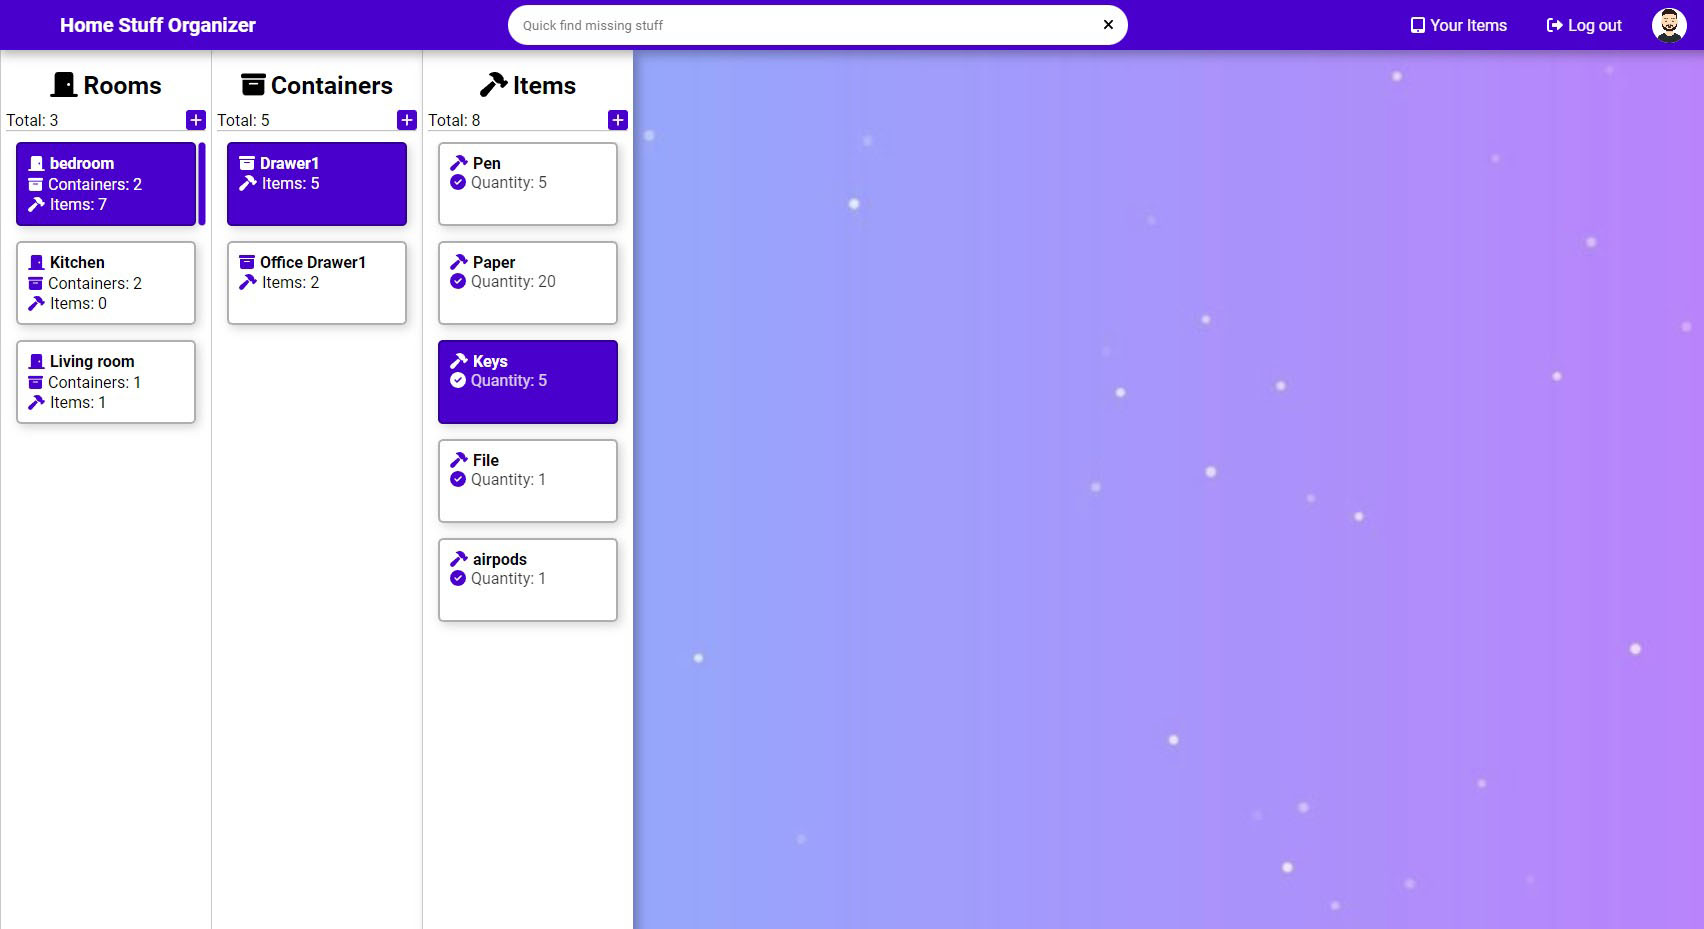 Home Stuff Organizer
Quick find missing stuff
Your Items
Log out
Rooms
Total: 3
bedroom
Containers: 2
Items: 7
Kitchen
Containers: 2
Items: 0
Living room
Containers: 1
Items: 1
Containers
Total: 5
Drawer1
Items: 5
Office Drawer1
Items: 2
Items
Total: 8
Pen
Quantity: 5
Paper
Quantity: 20
Keys
Quantity: 5
File
Quantity: 1
airpods
Quantity: 1